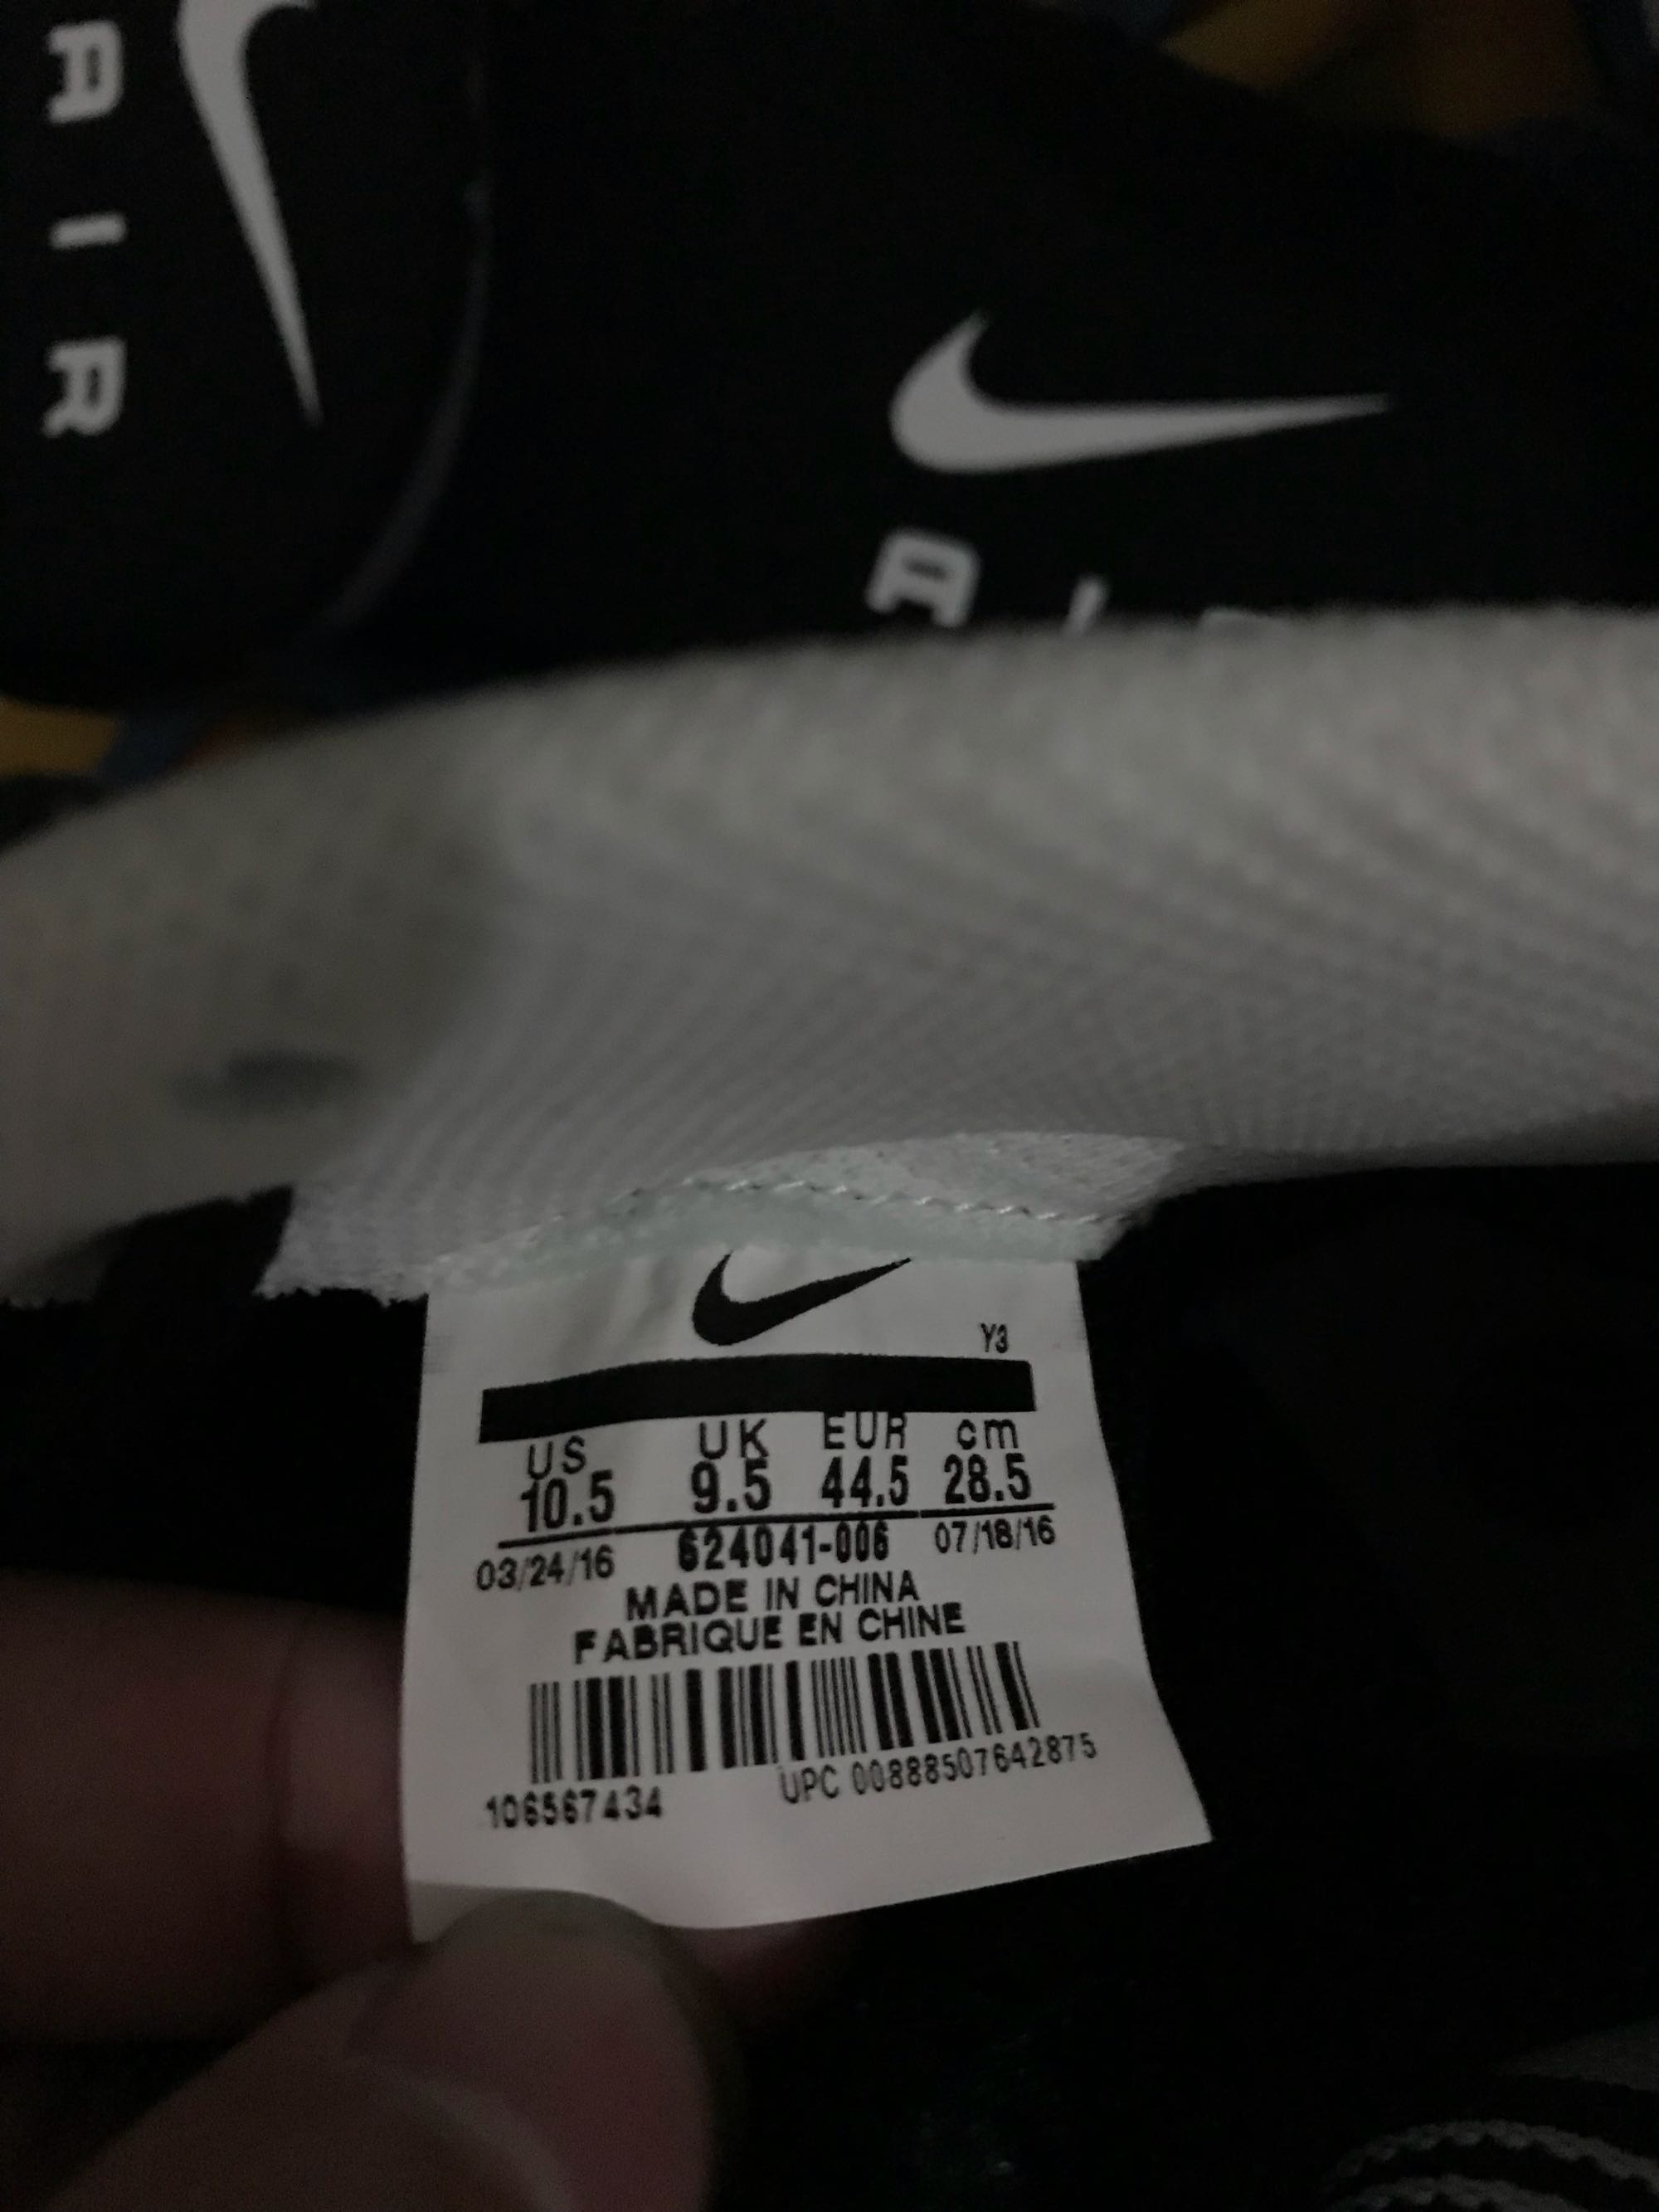 AIR
AI
Y3
US UK EUR cm
10.5 9.5 44.5 28.5
03/24/16 624041-006 07/18/16
MADE IN CHINA
FABRIQUE EN CHINE
106567434 UPC 00888507642875